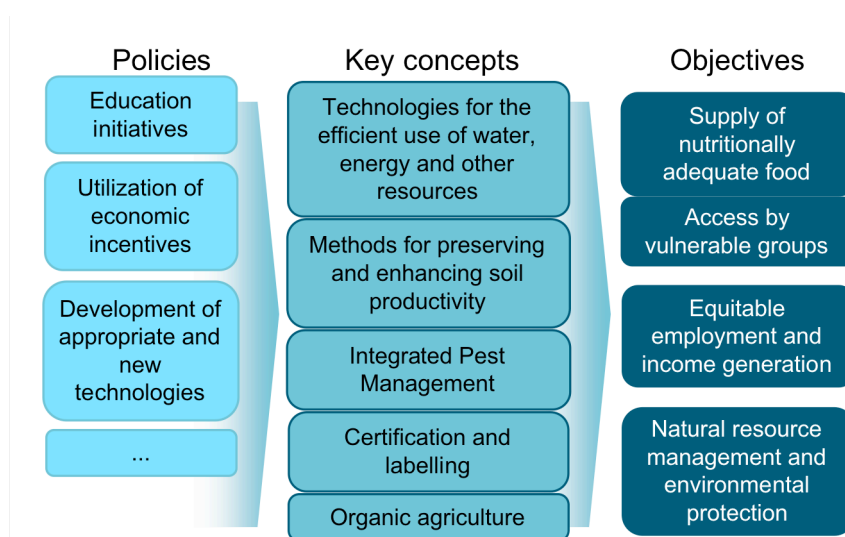 Policies
Education
initiatives
Utilization of
economic
incentives
Development of
appropriate and
new
technologies
...
Key concepts
Technologies for the
efficient use of water,
energy and other
resources
Methods for preserving
and enhancing soil
productivity
Integrated Pest
Management
Certification and
labelling
Organic agriculture
Objectives
Supply of
nutritionally
adequate food
Access by
vulnerable groups
Equitable
employment and
income generation
Natural resource
management and
environmental
protection